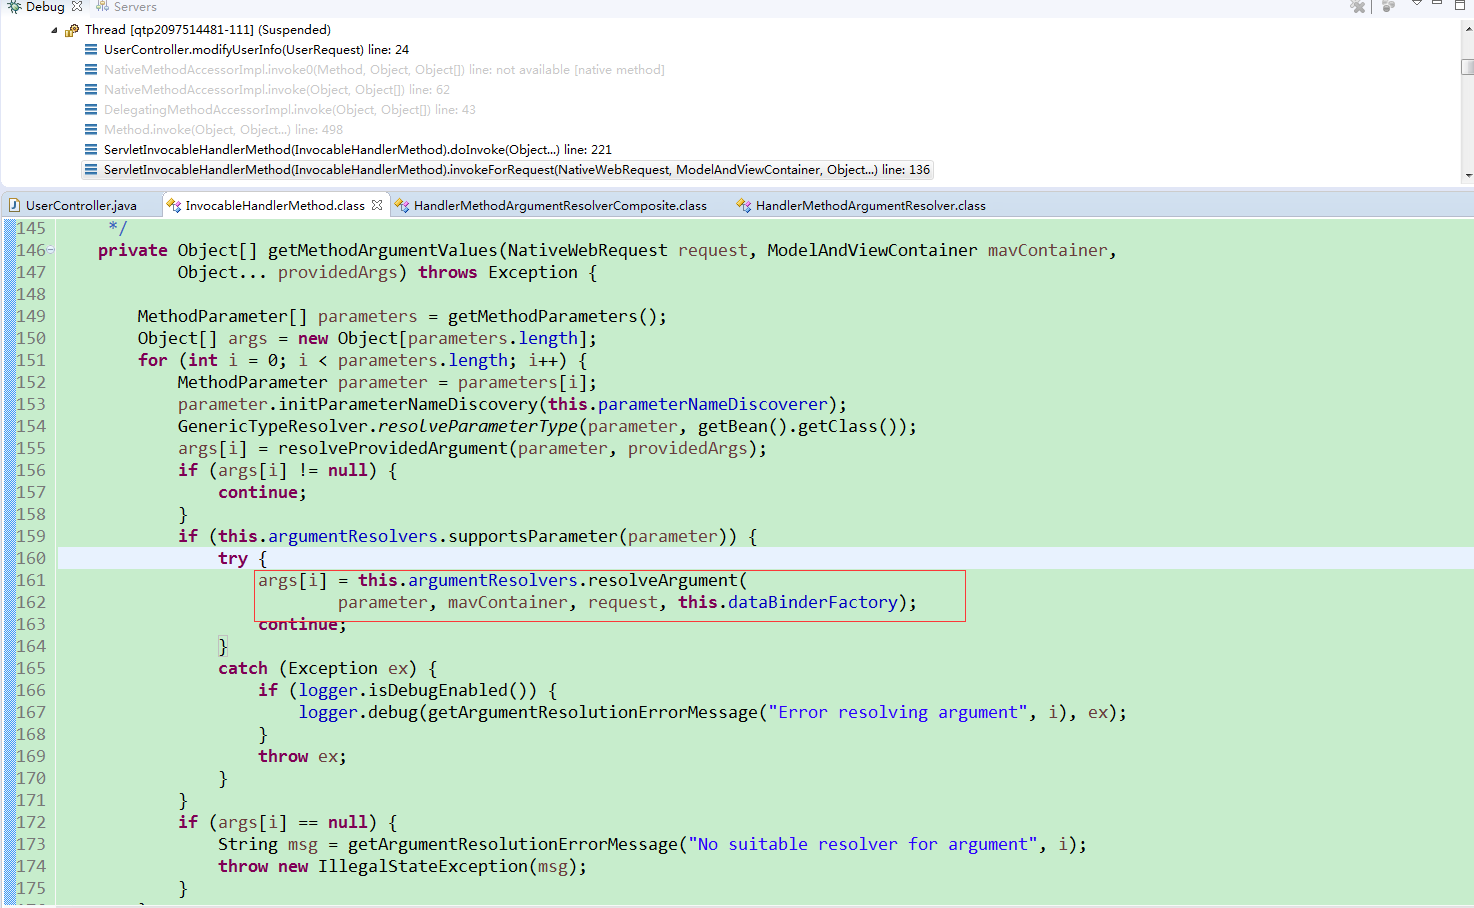 Debug Servers
Thread [qtp2097514481-111] (Suspended)
UserController.modifyUserInfo(UserRequest) line: 24
NativeMethodAccessorImpl.invoke0(Method, Object, Object[]) line: not available [native method]
NativeMethodAccessorImpl.invoke(Object, Object[]) line: 62
DelegatingMethodAccessorImpl.invoke(Object, Object[]) line: 43
Method.invoke(Object, Object...) line: 498
ServletInvocableHandlerMethod(InvocableHandlerMethod).doInvoke(Object...) line: 221
ServletInvocableHandlerMethod(InvocableHandlerMethod).invokeForRequest(NativeWebRequest, ModelAndViewContainer, Object...) line: 136
UserController.java InvocableHandlerMethod.class HandlerMethodArgumentResolverComposite.class HandlerMethodArgumentResolver.class
145 */
146 private Object[] getMethodArgumentValues(NativeWebRequest request, ModelAndViewContainer mavContainer,
147 Object... providedArgs) throws Exception {
148
149 MethodParameter[] parameters = getMethodParameters();
150 Object[] args = new Object[parameters.length];
151 for (int i = 0; i < parameters.length; i++) {
152 MethodParameter parameter = parameters[i];
153 parameter.initParameterNameDiscovery(this.parameterNameDiscoverer);
154 GenericTypeResolver.resolveParameterType(parameter, getBean().getClass());
155 args[i] = resolveProvidedArgument(parameter, providedArgs);
156 if (args[i] != null) {
157 continue;
158 }
159 if (this.argumentResolvers.supportsParameter(parameter)) {
160 try {
161 args[i] = this.argumentResolvers.resolveArgument(
162 parameter, mavContainer, request, this.dataBinderFactory);
163 continue;
164 }
165 catch (Exception ex) {
166 if (logger.isDebugEnabled()) {
167 logger.debug(getArgumentResolutionErrorMessage("Error resolving argument", i), ex);
168 }
169 throw ex;
170 }
171 }
172 if (args[i] == null) {
173 String msg = getArgumentResolutionErrorMessage("No suitable resolver for argument", i);
174 throw new IllegalStateException(msg);
175 }